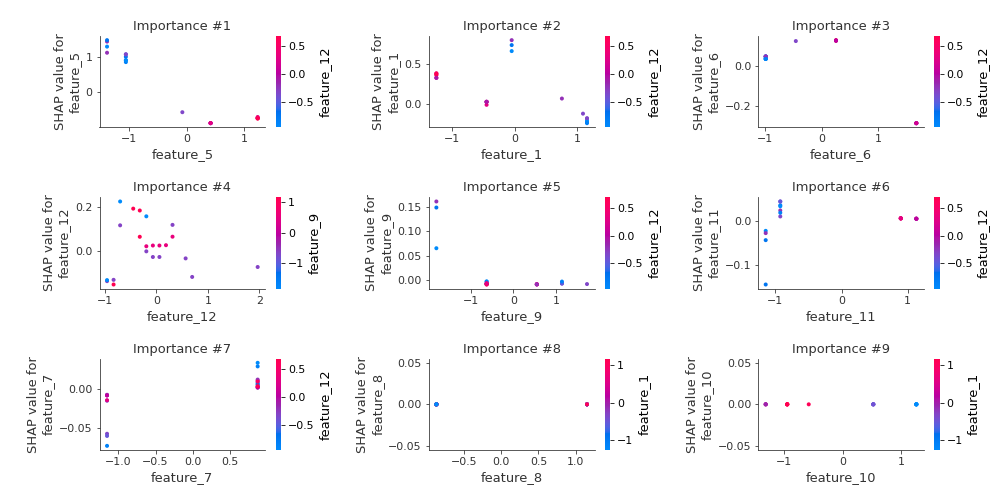 Importance #1
SHAP value for
feature_5
1
0
−1
0
1
feature_5
0.5
0.0
−0.5
feature_12
Importance #2
SHAP value for
feature_1
0.5
0.0
−1
0
1
feature_1
0.5
0.0
−0.5
feature_12
Importance #3
SHAP value for
feature_6
0.0
−0.2
−1
0
1
feature_6
0.5
0.0
−0.5
feature_12
Importance #4
SHAP value for
feature_12
0.2
0.0
−1
0
1
2
feature_12
1
0
−1
feature_9
Importance #5
SHAP value for
feature_9
0.15
0.10
0.05
0.00
−1
0
1
feature_9
0.5
0.0
−0.5
feature_12
Importance #6
SHAP value for
feature_11
0.0
−0.1
−1
0
1
feature_11
0.5
0.0
−0.5
feature_12
Importance #7
SHAP value for
feature_7
0.00
−0.05
−1.0
−0.5
0.0
0.5
feature_7
0.5
0.0
−0.5
feature_12
Importance #8
SHAP value for
feature_8
0.05
0.00
−0.05
−0.5
0.0
0.5
1.0
feature_8
1
0
−1
feature_1
Importance #9
SHAP value for
feature_10
0.05
0.00
−0.05
−1
0
1
feature_10
1
0
−1
feature_1